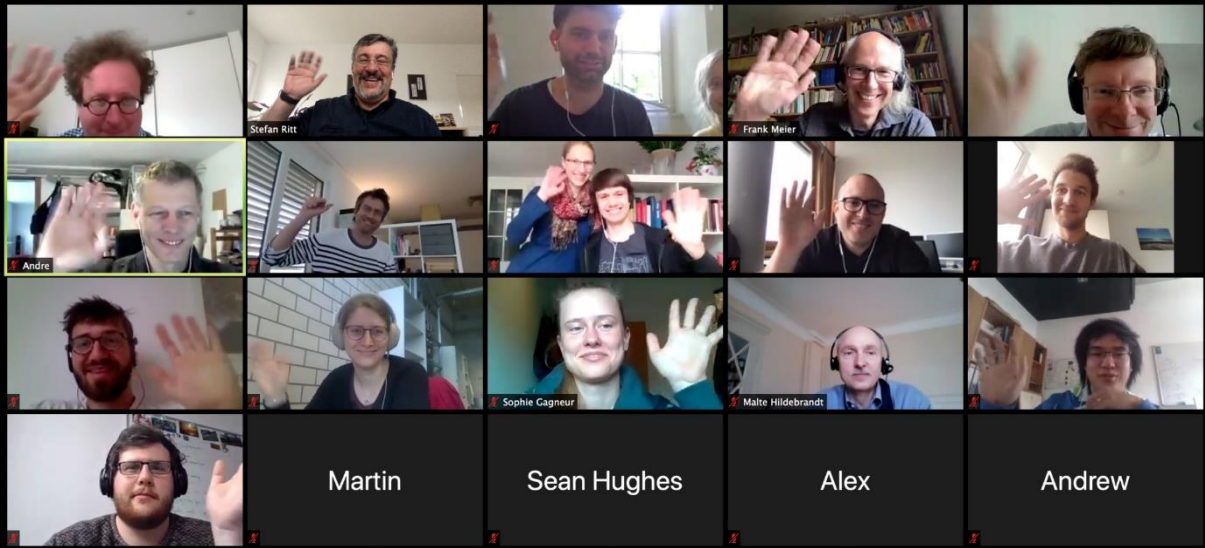 Stefan Ritt
Frank Meier
Andre
Sophie Gagneur
Malte Hildebrandt
Martin
Sean Hughes
Alex
Andrew